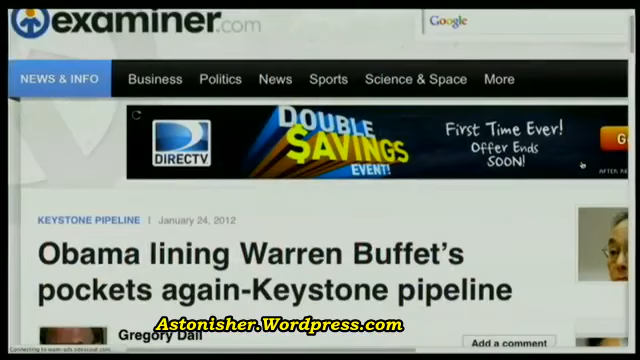 examiner.com
Google
NEWS & INFO Business Politics News Sports Science & Space More
DIRECTV
DOUBLE
$AVINGS
EVENT!
First Time Ever!
Offer Ends
SOON!
KEYSTONE PIPELINE | January 24, 2012
Obama lining Warren Buffet's
pockets again-Keystone pipeline
Gregory Dail
Astonisher.Wordpress.com
Add a comment